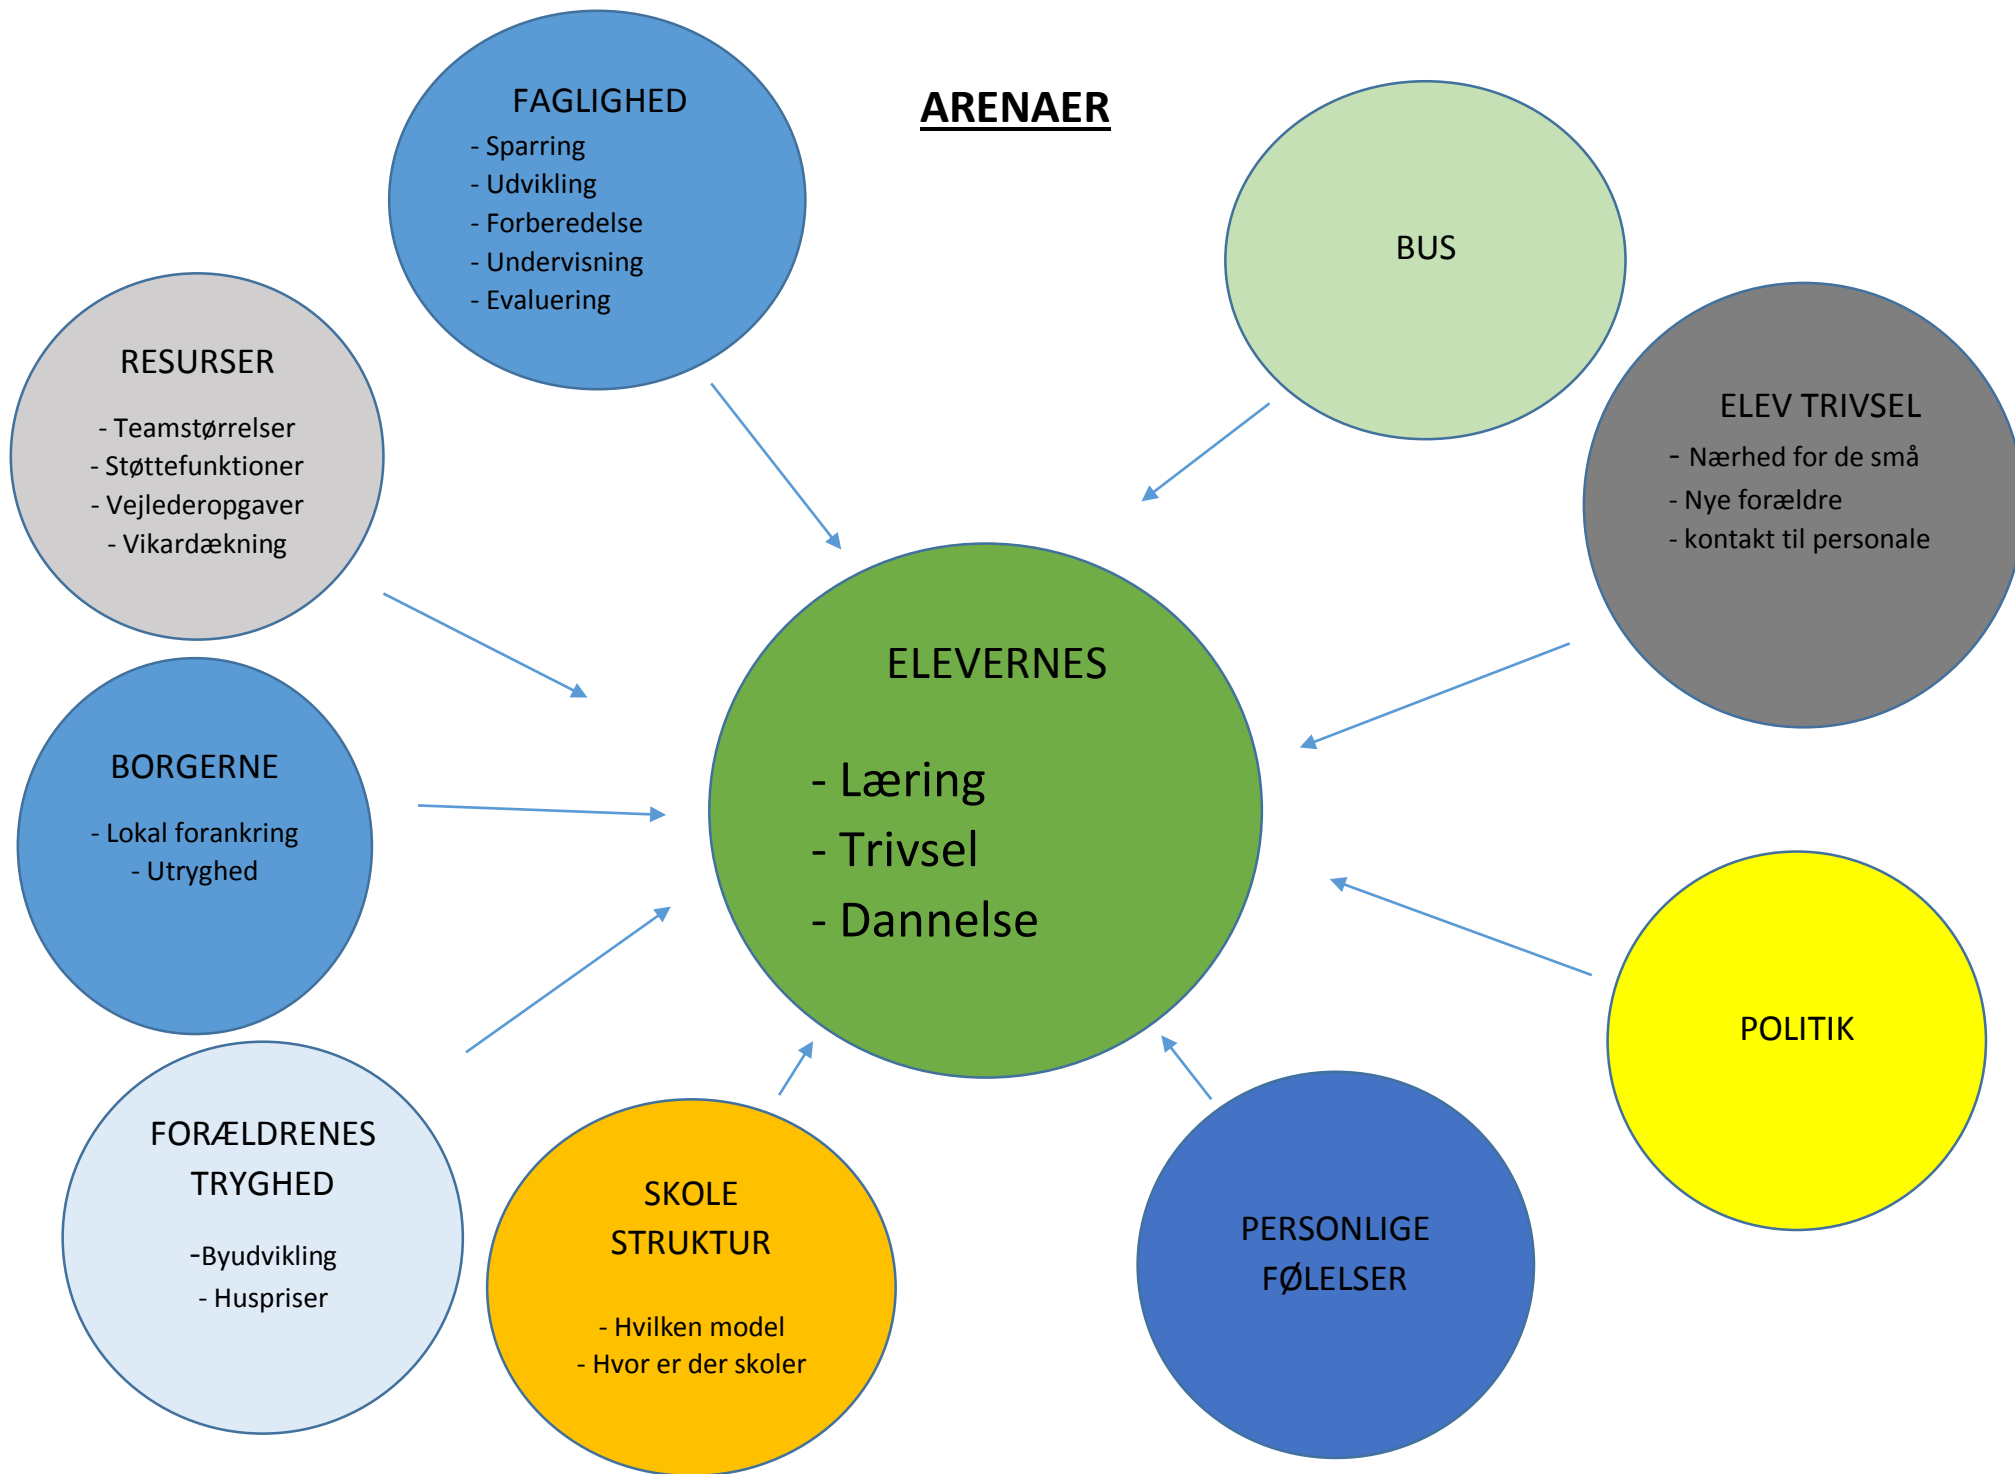 ARENAER
FAGLIGHED
- Sparring
- Udvikling
- Forberedelse
- Undervisning
- Evaluering
BUS
RESURSER
- Teamstørrelser
- Støttefunktioner
- Vejlederopgaver
- Vikardækning
ELEV TRIVSEL
- Nærhed for de små
- Nye forældre
- kontakt til personale
ELEVERNES
- Læring
- Trivsel
- Dannelse
BORGERNE
- Lokal forankring
- Utryghed
POLITIK
FORÆLDRENES
TRYGHED
-Byudvikling
- Huspriser
SKOLE
STRUKTUR
- Hvilken model
- Hvor er der skoler
PERSONLIGE
FØLELSER